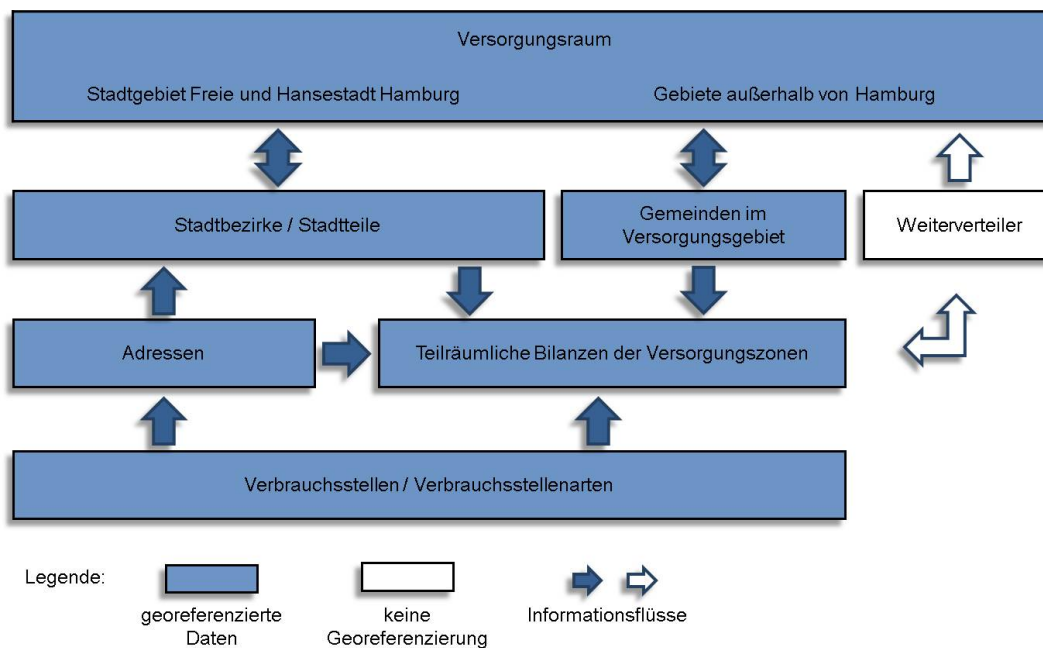 Versorgungsraum
Stadtgebiet Freie und Hansestadt Hamburg
Gebiete außerhalb von Hamburg
Stadtbezirke / Stadtteile
Gemeinden im
Versorgungsgebiet
Weiterverteiler
Adressen
Teilräumliche Bilanzen der Versorgungszonen
Verbrauchsstellen / Verbrauchsstellenarten
Legende:
georeferenzierte
Daten
keine
Georeferenzierung
Informationsflüsse